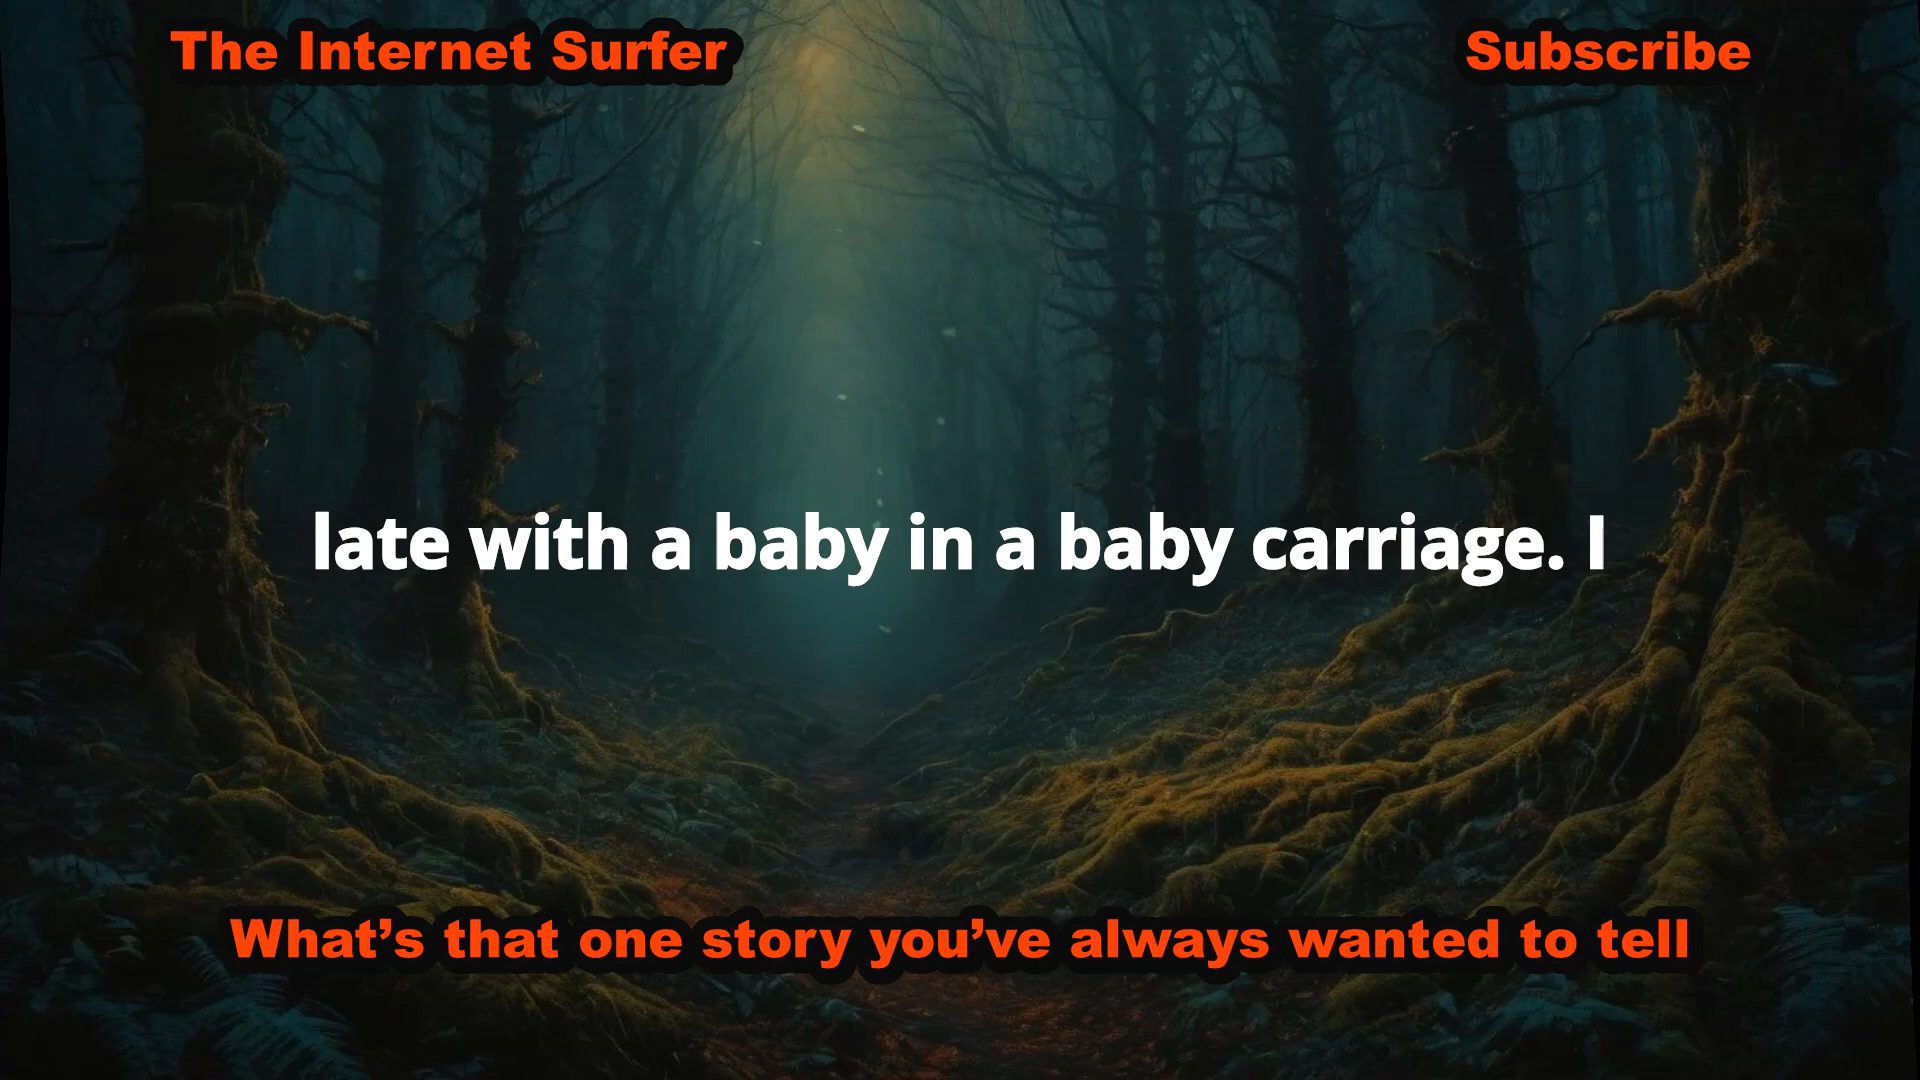 The Internet Surfer
Subscribe
late with a baby in a baby carriage. I
What’s that one story you’ve always wanted to tell